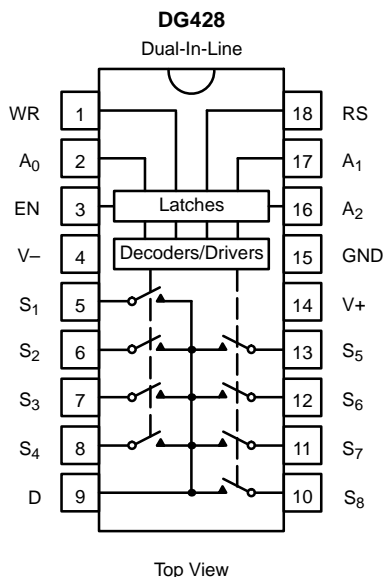 DG428
Dual-In-Line
WR 1 18 RS
A0 2 17 A1
EN 3 Latches 16 A2
V– 4 Decoders/Drivers 15 GND
S1 5 14 V+
S2 6 13 S5
S3 7 12 S6
S4 8 11 S7
D 9 10 S8
Top View